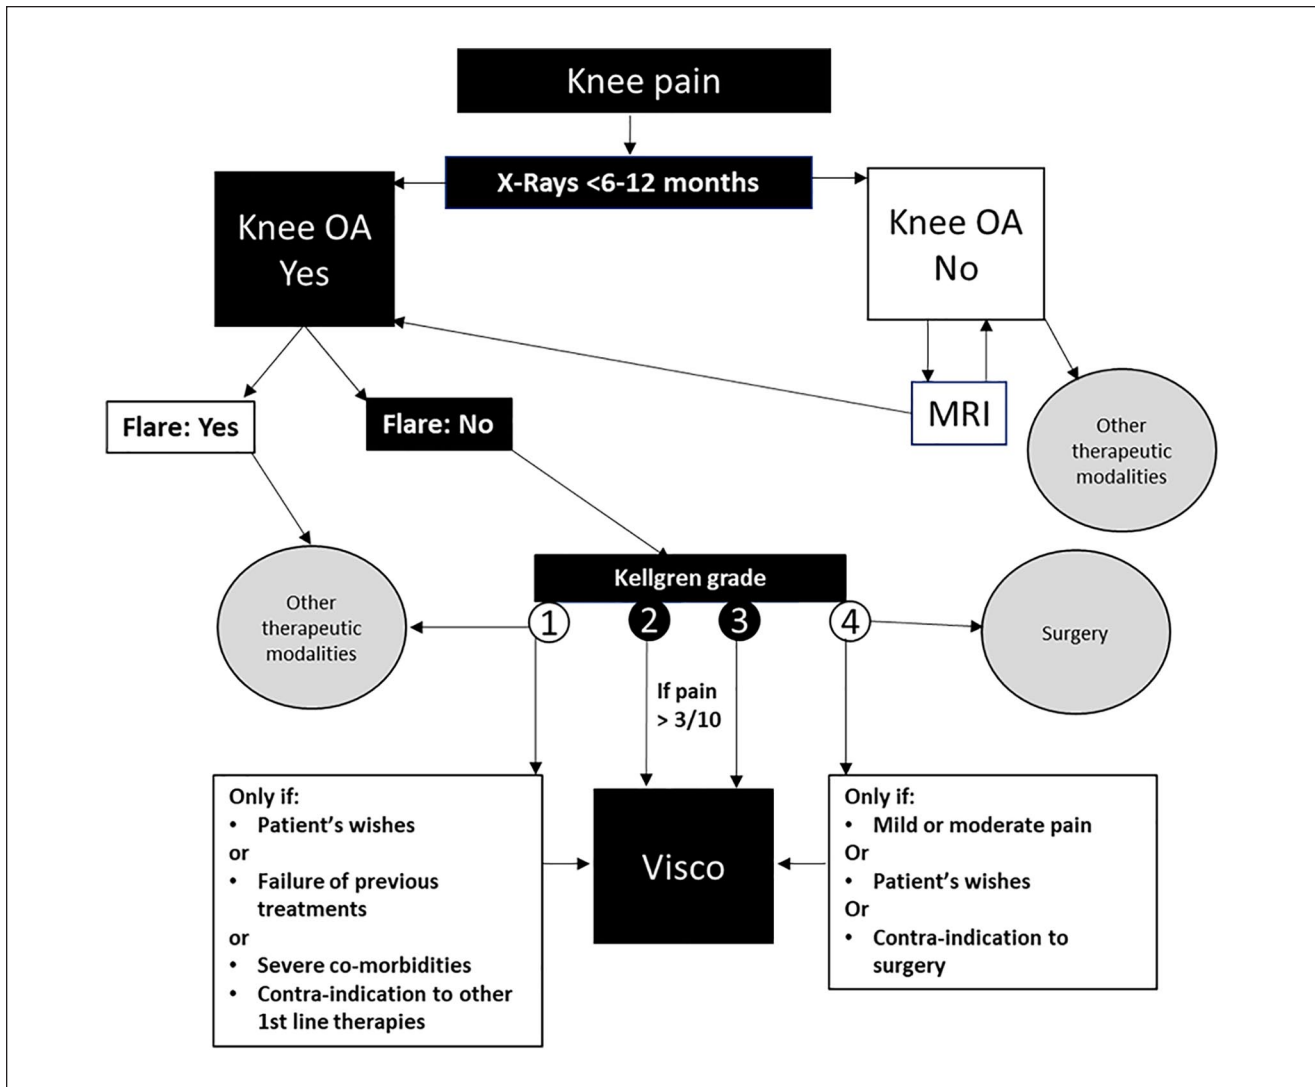 Knee pain
X-Rays <6-12 months
Knee OA
Yes
Knee OA
No
MRI
Other
therapeutic
modalities
Flare: Yes
Flare: No
Kellgren grade
1
2
3
4
Other
therapeutic
modalities
Surgery
If pain
> 3/10
Only if:
• Patient's wishes
or
• Failure of previous
treatments
or
• Severe co-morbidities
• Contra-indication to other
1st line therapies
Visco
Only if:
• Mild or moderate pain
Or
• Patient's wishes
Or
• Contra-indication to
surgery